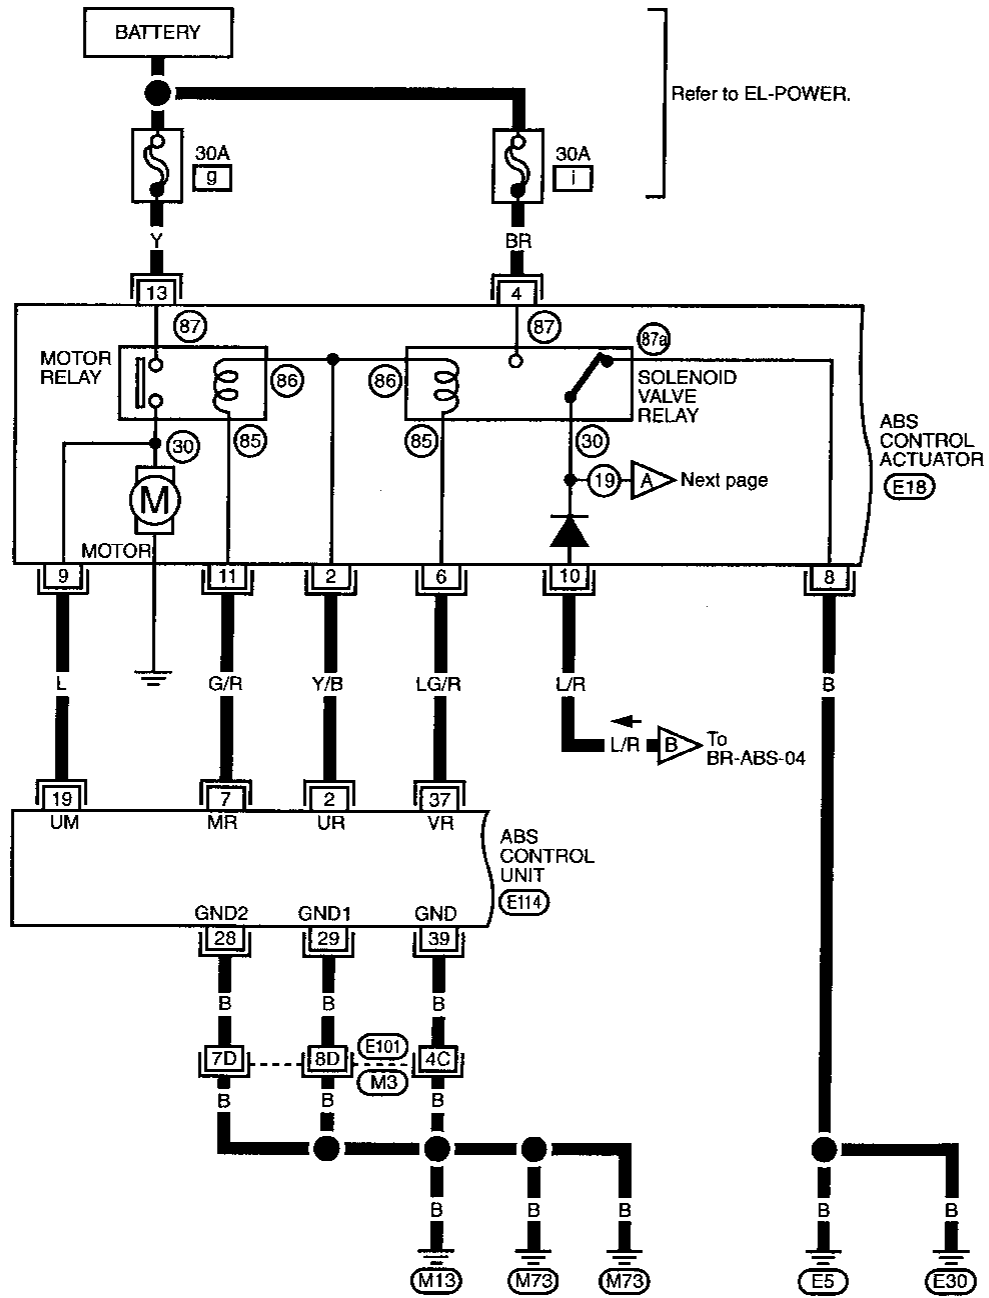 BATTERY
Refer to EL-POWER.
30A
g
30A
i
Y
BR
13
4
87
87
87a
MOTOR
RELAY
86
86
SOLENOID
VALVE
RELAY
30
85
85
30
ABS
CONTROL
ACTUATOR
E18
M
19
A
Next page
MOTOR
9
11
2
6
10
8
L
G/R
Y/B
LG/R
L/R
B
L/R
B
To
BR-ABS-04
19
7
2
37
UM
MR
UR
VR
ABS
CONTROL
UNIT
E114
GND2
GND1
GND
28
29
39
B
B
B
7D
8D
E101
M3
4C
B
B
B
B
B
B
B
B
M13
M73
M73
E5
E30